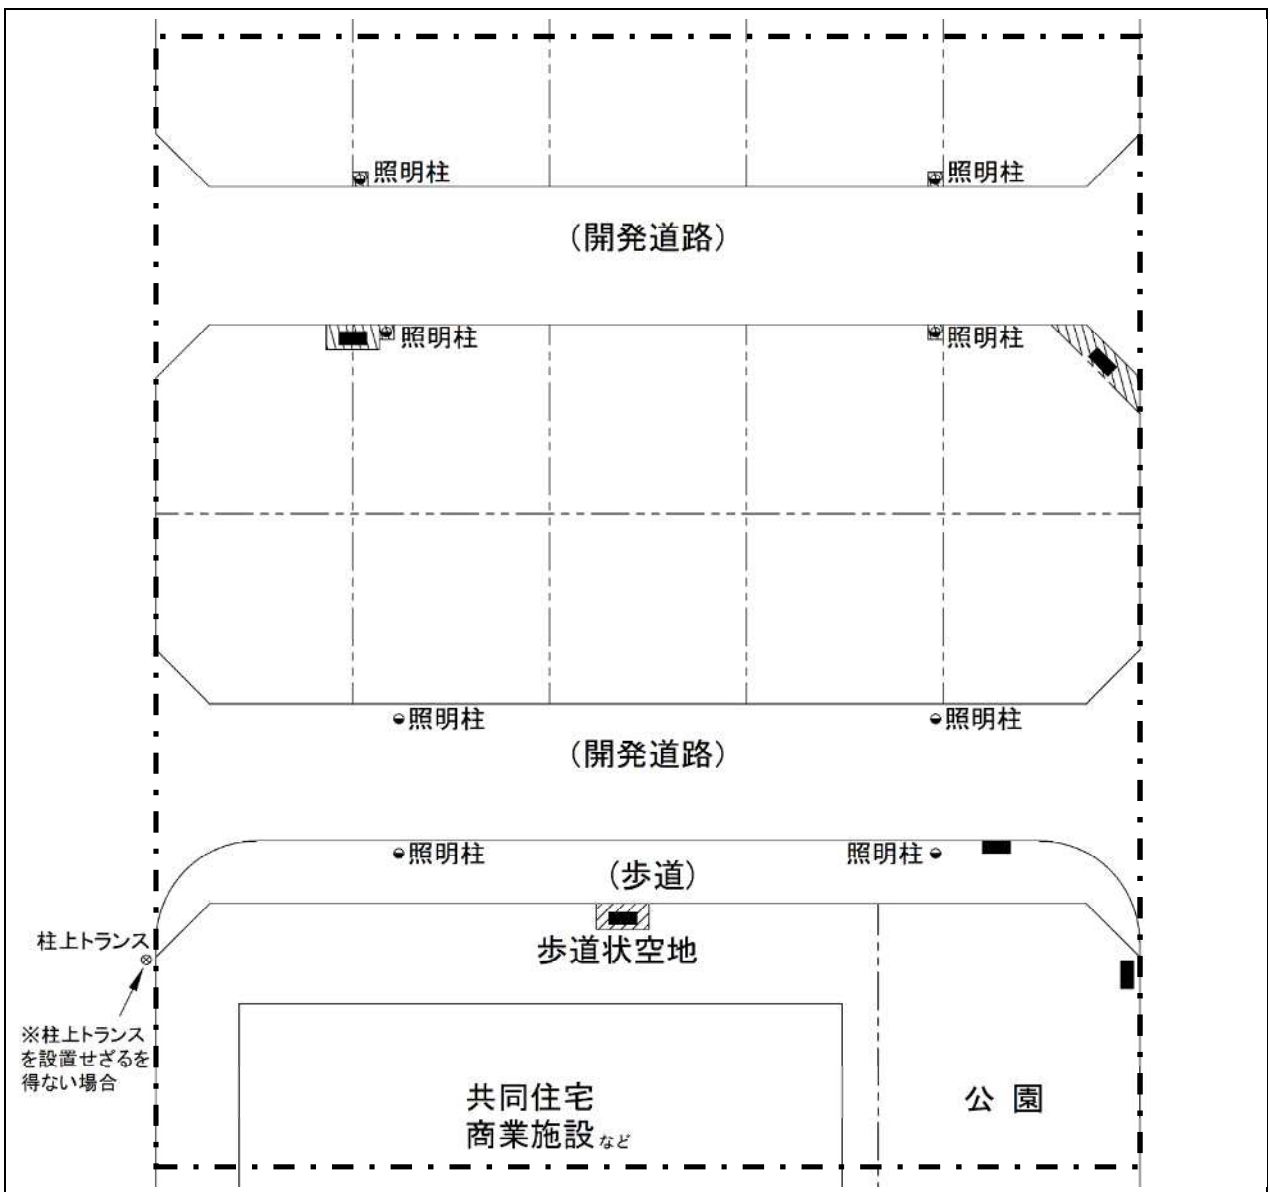 照明柱
照明柱
（開発道路）
照明柱
照明柱
照明柱
照明柱
（開発道路）
照明柱
照明柱
（歩道）
柱上トランス
歩道状空地
※柱上トランス
を設置せざるを
得ない場合
共同住宅
商業施設など
公園